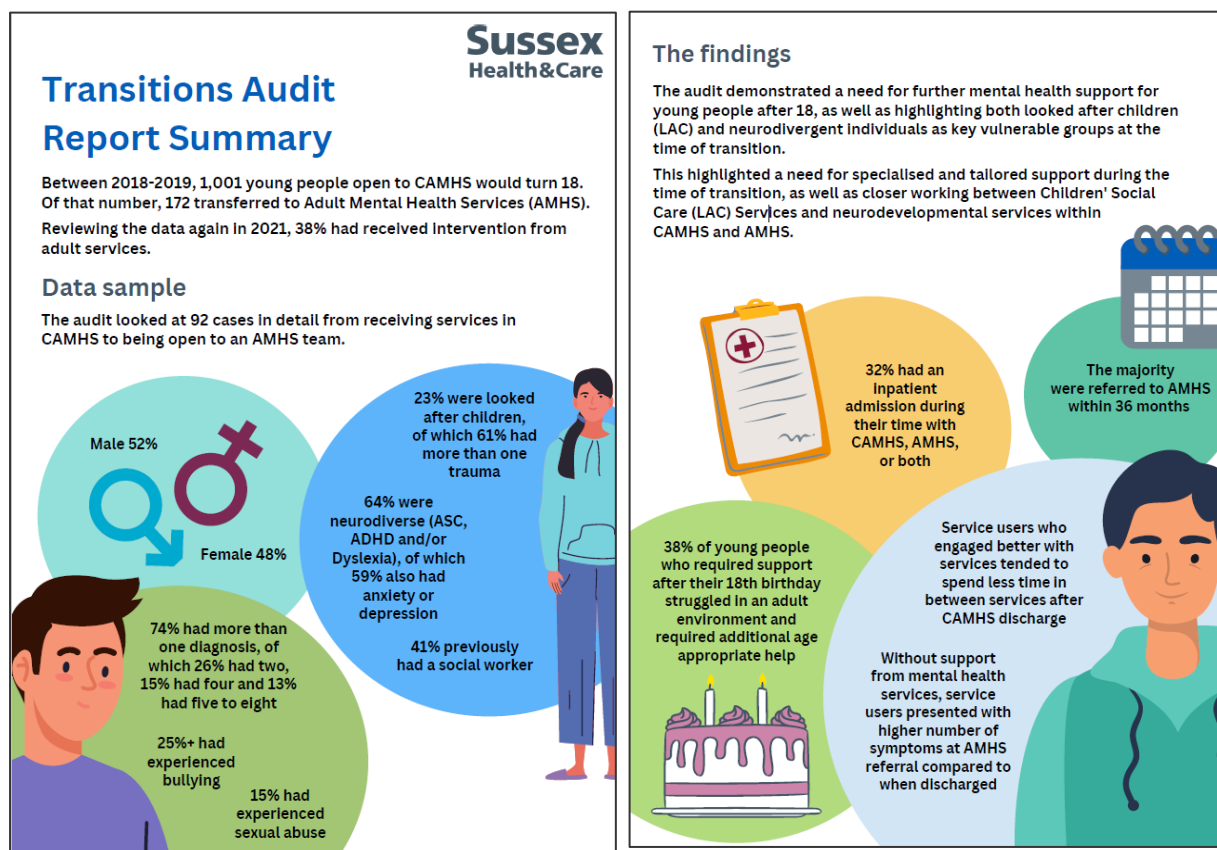 Sussex
Health&Care
Transitions Audit
Report Summary
Between 2018-2019, 1,001 young people open to CAMHS would turn 18.
Of that number, 172 transferred to Adult Mental Health Services (AMHS).
Reviewing the data again in 2021, 38% had received intervention from
adult services.
Data sample
The audit looked at 92 cases in detail from receiving services in
CAMHS to being open to an AMHS team.
Male 52%
Female 48%
23% were looked
after children,
of which 61% had
more than one
trauma
64% were
neurodiverse (ASC,
ADHD and/or
Dyslexia), of which
59% also had
anxiety or
depression
41% previously
had a social worker
74% had more than
one diagnosis, of
which 26% had two,
15% had four and 13%
had five to eight
25%+ had
experienced
bullying
15% had
experienced
sexual abuse
The findings
The audit demonstrated a need for further mental health support for
young people after 18, as well as highlighting both looked after children
(LAC) and neurodivergent individuals as key vulnerable groups at the
time of transition.
This highlighted a need for specialised and tailored support during the
time of transition, as well as closer working between Children' Social
Care (LAC) Services and neurodevelopmental services within
CAMHS and AMHS.
32% had an
inpatient
admission during
their time with
CAMHS, AMHS,
or both
The majority
were referred to AMHS
within 36 months
38% of young people
who required support
after their 18th birthday
struggled in an adult
environment and
required additional age
appropriate help
Service users who
engaged better with
services tended to
spend less time in
between services after
CAMHS discharge
Without support
from mental health
services, service
users presented with
higher number of
symptoms at AMHS
referral compared to
when discharged